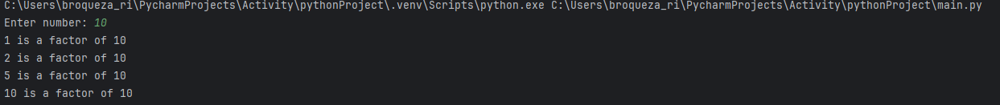 C:\Users\broqueza_ri\PycharmProjects\Activity\pythonProject\.venv\Scripts\python.exe C:\Users\broqueza_ri\PycharmProjects\Activity\pythonProject\main.py
Enter number: 10
1 is a factor of 10
2 is a factor of 10
5 is a factor of 10
10 is a factor of 10